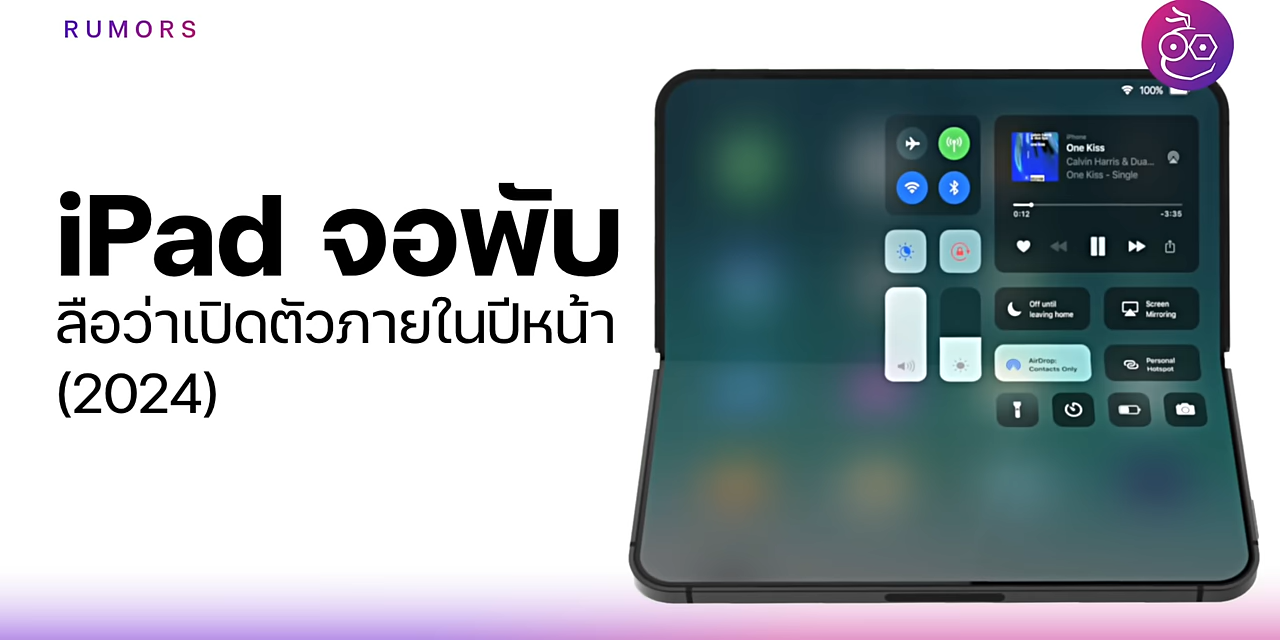 RUMORS
iPad จอพับ
ลือว่าเปิดตัวภายในปีหน้า
(2024)
100%
iPhone
One Kiss
Calvin Harris & Dua...
One Kiss - Single
0:12
-3:35
Off until
leaving home
Screen
Mirroring
AirDrop:
Contacts Only
Personal
Hotspot